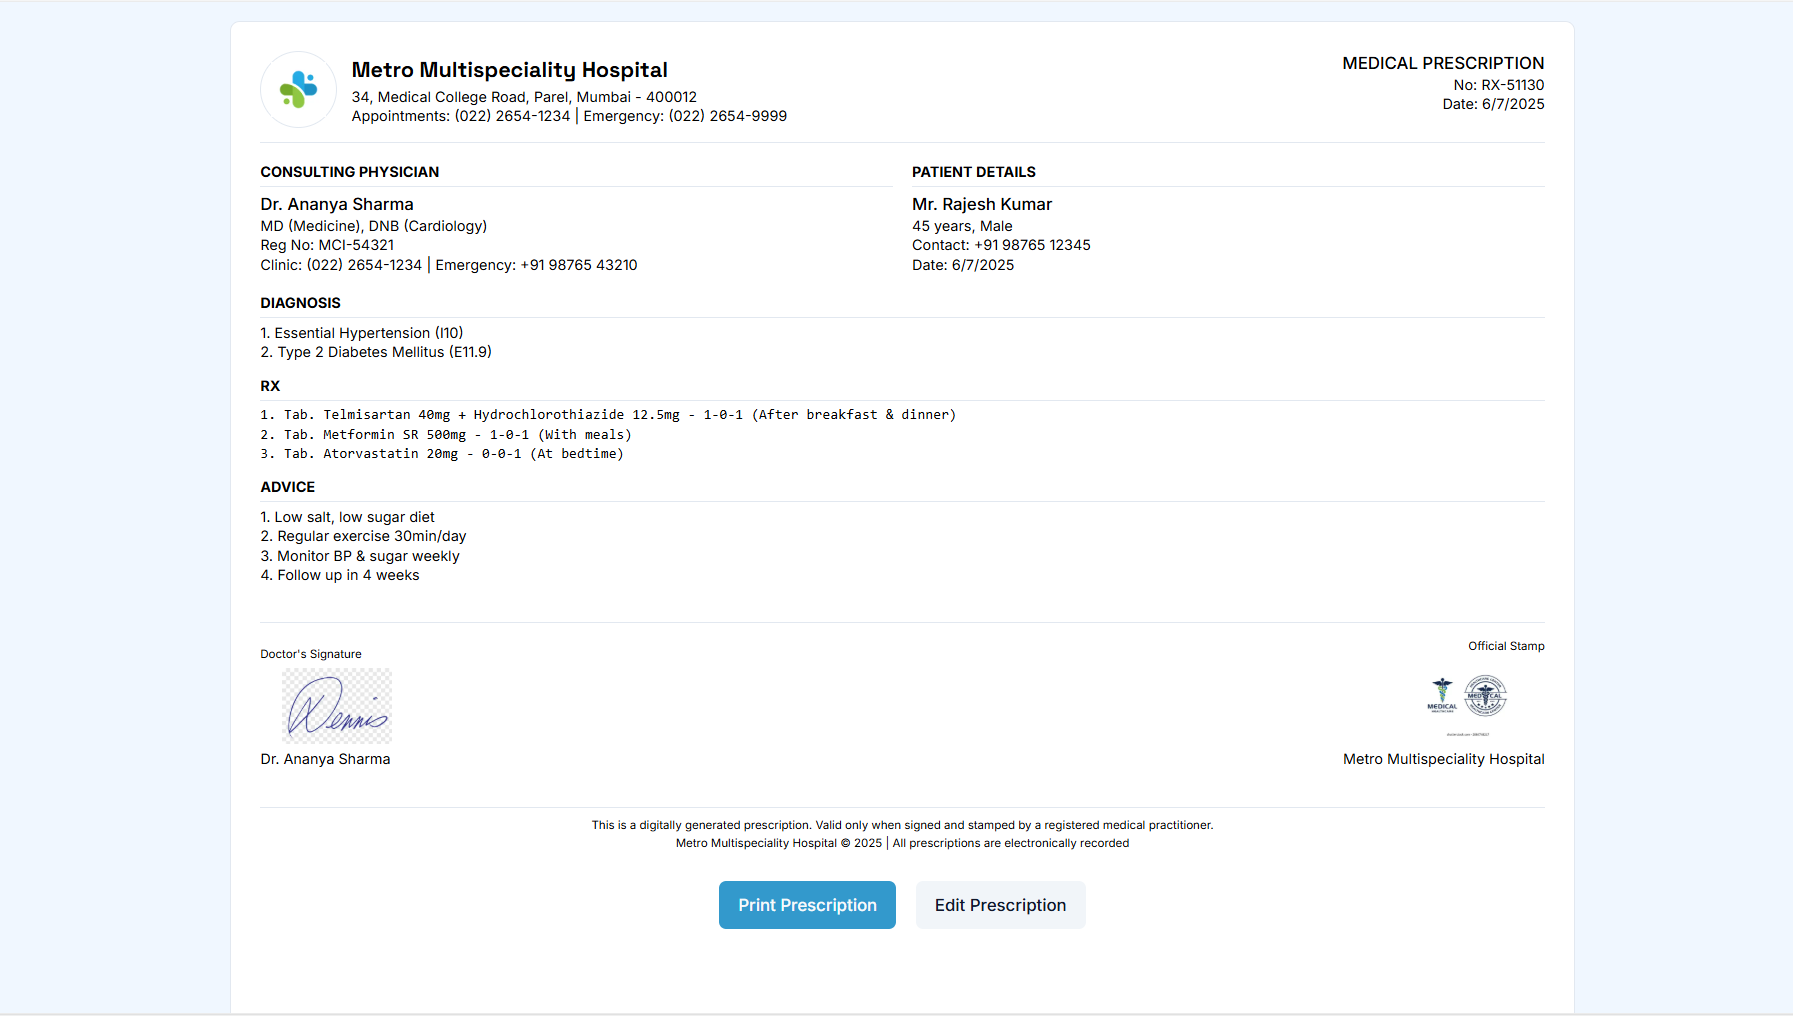 Metro Multispeciality Hospital
34, Medical College Road, Parel, Mumbai - 400012
Appointments: (022) 2654-1234 | Emergency: (022) 2654-9999
MEDICAL PRESCRIPTION
No: RX-51130
Date: 6/7/2025
CONSULTING PHYSICIAN
Dr. Ananya Sharma
MD (Medicine), DNB (Cardiology)
Reg No: MCI-54321
Clinic: (022) 2654-1234 | Emergency: +91 98765 43210
PATIENT DETAILS
Mr. Rajesh Kumar
45 years, Male
Contact: +91 98765 12345
Date: 6/7/2025
DIAGNOSIS
1. Essential Hypertension (I10)
2. Type 2 Diabetes Mellitus (E11.9)
RX
1. Tab. Telmisartan 40mg + Hydrochlorothiazide 12.5mg - 1-0-1 (After breakfast & dinner)
2. Tab. Metformin SR 500mg - 1-0-1 (With meals)
3. Tab. Atorvastatin 20mg - 0-0-1 (At bedtime)
ADVICE
1. Low salt, low sugar diet
2. Regular exercise 30min/day
3. Monitor BP & sugar weekly
4. Follow up in 4 weeks
Doctor's Signature
Dennis
Dr. Ananya Sharma
Official Stamp
MEDICAL
MEDICAL
Metro Multispeciality Hospital
This is a digitally generated prescription. Valid only when signed and stamped by a registered medical practitioner.
Metro Multispeciality Hospital © 2025 | All prescriptions are electronically recorded
Print Prescription
Edit Prescription